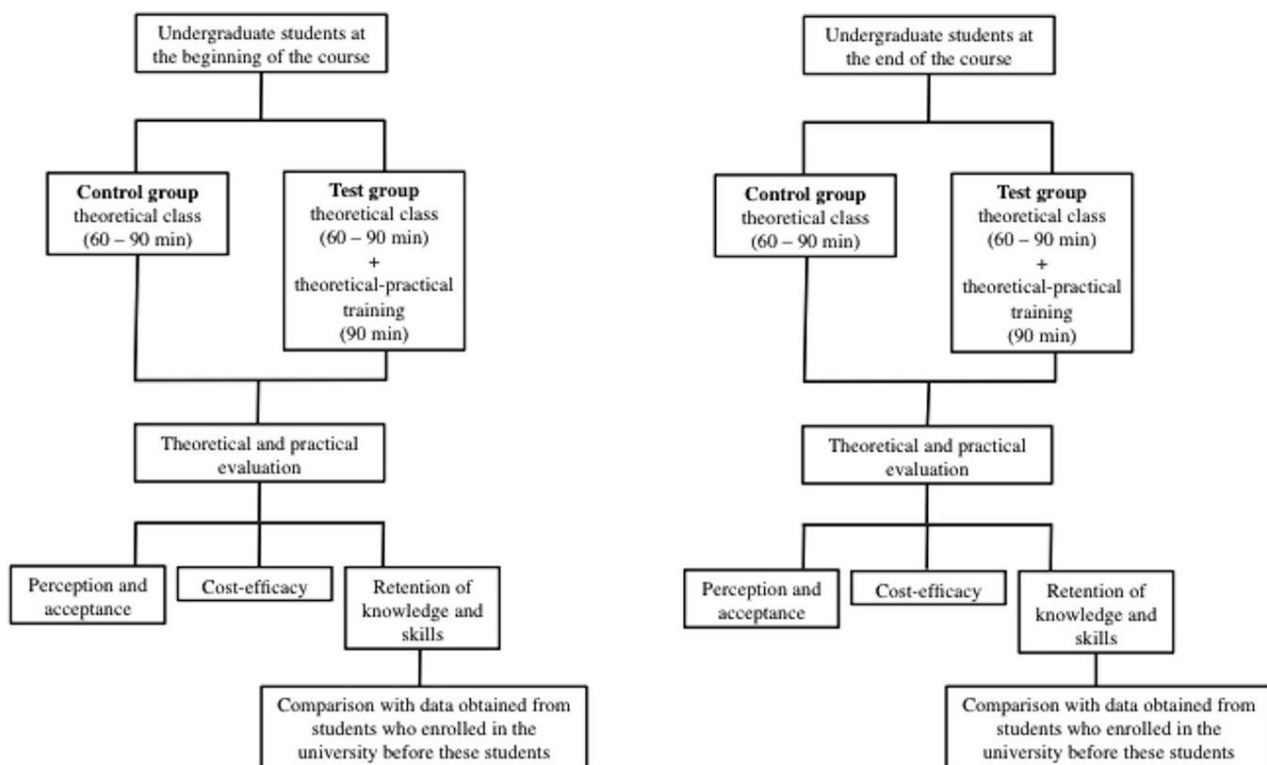 Undergraduate students at
the beginning of the course
Control group
theoretical class
(60 – 90 min)
Test group
theoretical class
(60 – 90 min)
+
theoretical-practical
training
(90 min)
Theoretical and practical
evaluation
Perception and
acceptance
Cost-efficacy
Retention of
knowledge and
skills
Comparison with data obtained from
students who enrolled in the
university before these students
Undergraduate students at
the end of the course
Control group
theoretical class
(60 – 90 min)
Test group
theoretical class
(60 – 90 min)
+
theoretical-practical
training
(90 min)
Theoretical and practical
evaluation
Perception and
acceptance
Cost-efficacy
Retention of
knowledge and
skills
Comparison with data obtained from
students who enrolled in the
university before these students